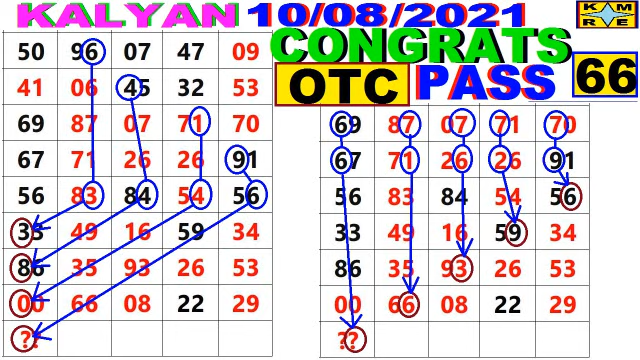 KALYAN 10/08/2021
K M
R E
CONGRATS
OTC PASS 66
50 96 07 47 09
41 06 45 32 53
69 87 07 71 70
67 71 26 26 91
56 83 84 54 56
33 49 16 59 34
86 35 93 26 53
00 66 08 22 29
??
69 87 07 71 70
67 71 26 26 91
56 83 84 54 56
33 49 16 59 34
86 35 93 26 53
00 66 08 22 29
??